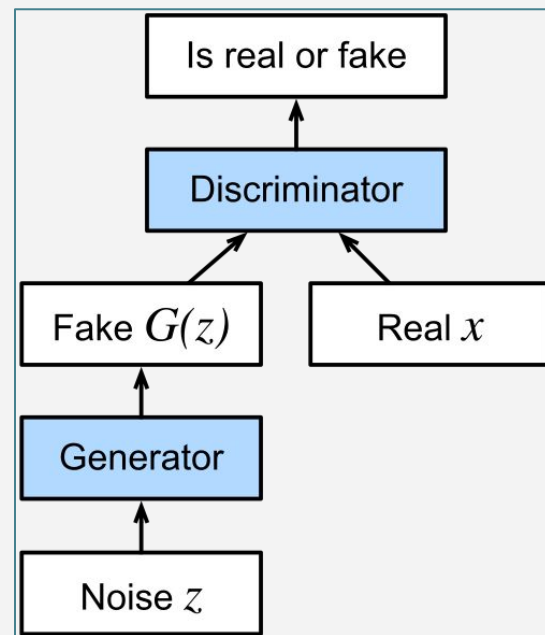 Is real or fake
Discriminator
Fake G(z)
Real x
Generator
Noise z